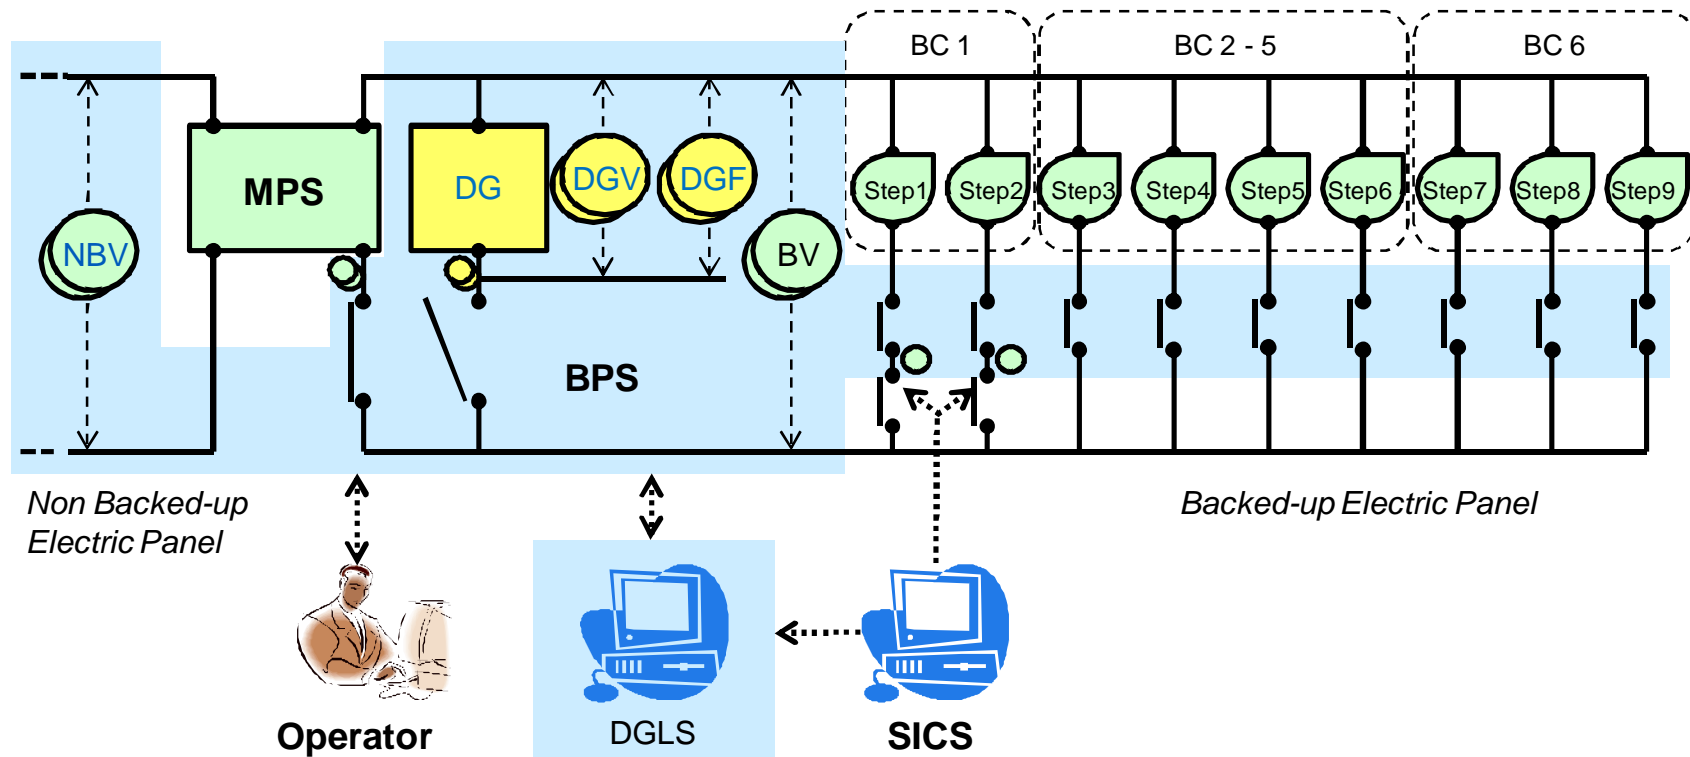 BC 1
BC 2 - 5
BC 6
MPS
DG
DGV
DGF
NBV
BV
Step1
Step2
Step3
Step4
Step5
Step6
Step7
Step8
Step9
BPS
Non Backed-up
Electric Panel
Backed-up Electric Panel
Operator
DGLS
SICS